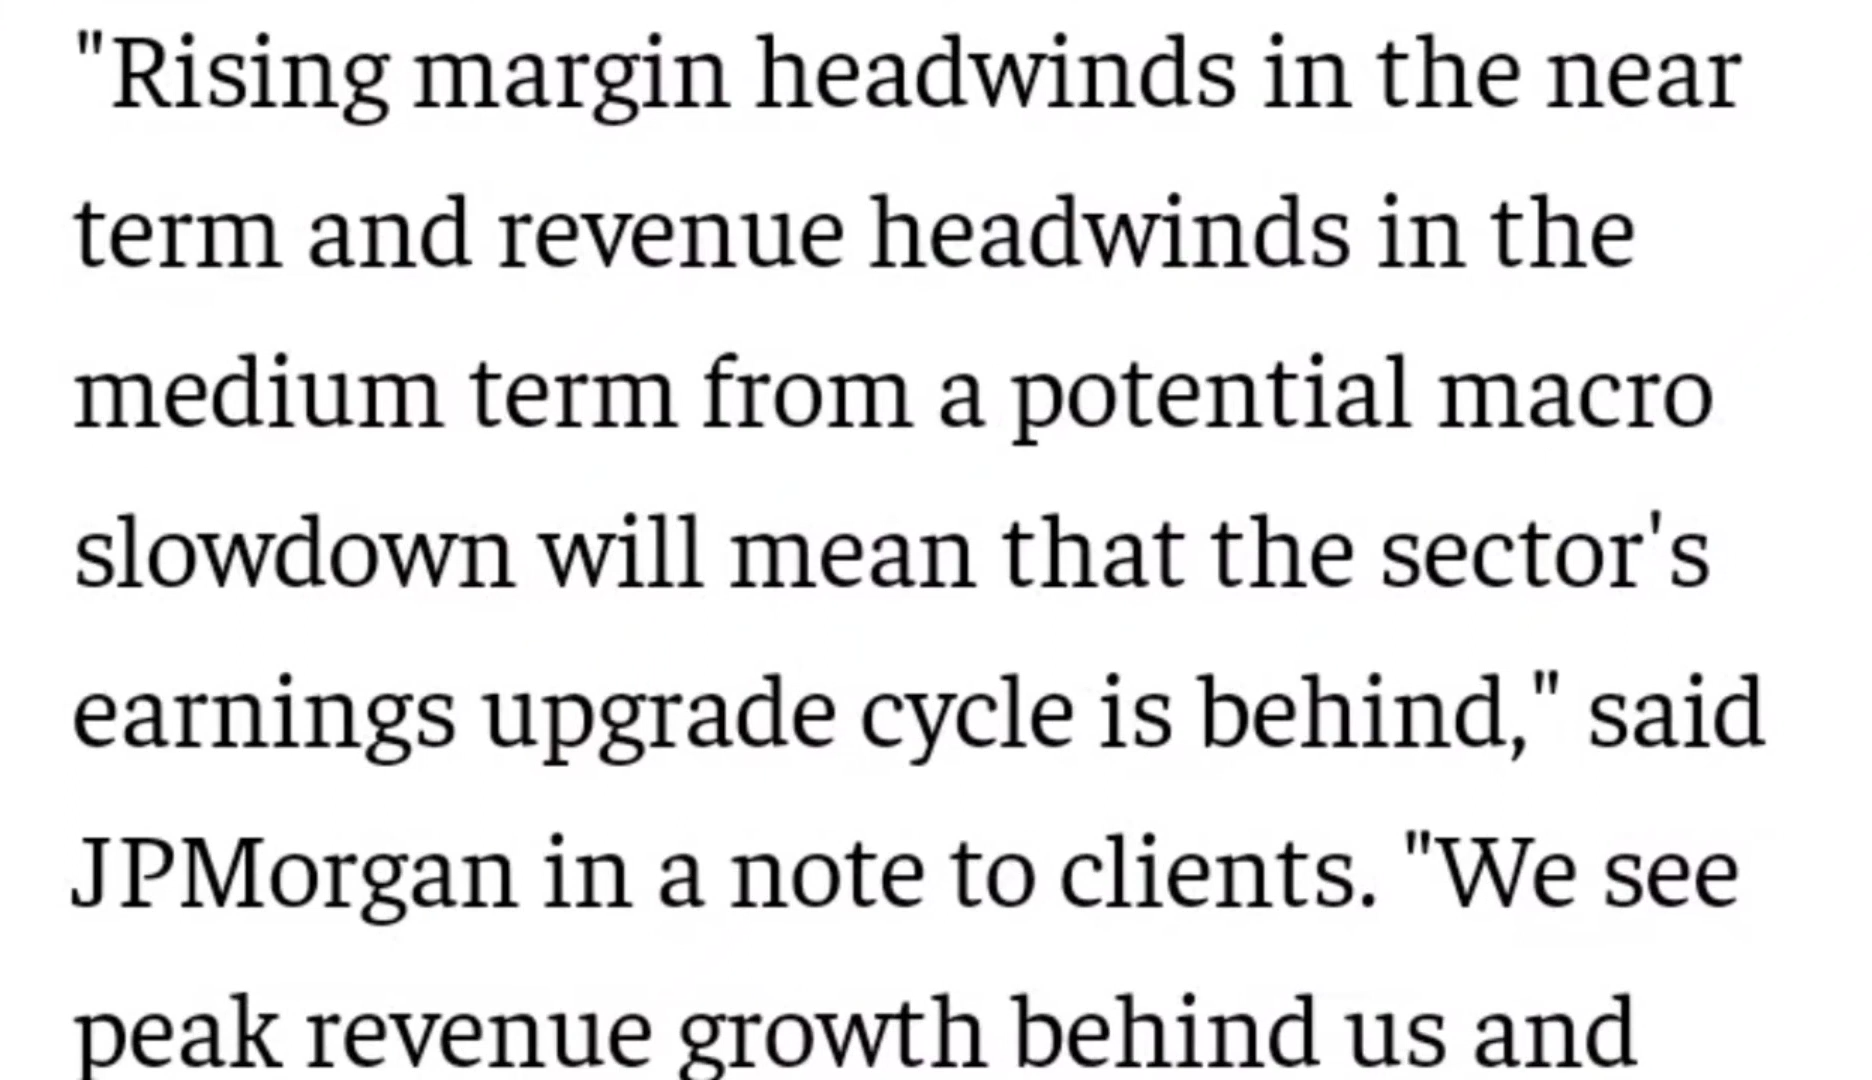 "Rising margin headwinds in the near
term and revenue headwinds in the
medium term from a potential macro
slowdown will mean that the sector's
earnings upgrade cycle is behind," said
JPMorgan in a note to clients. "We see
peak revenue growth behind us and